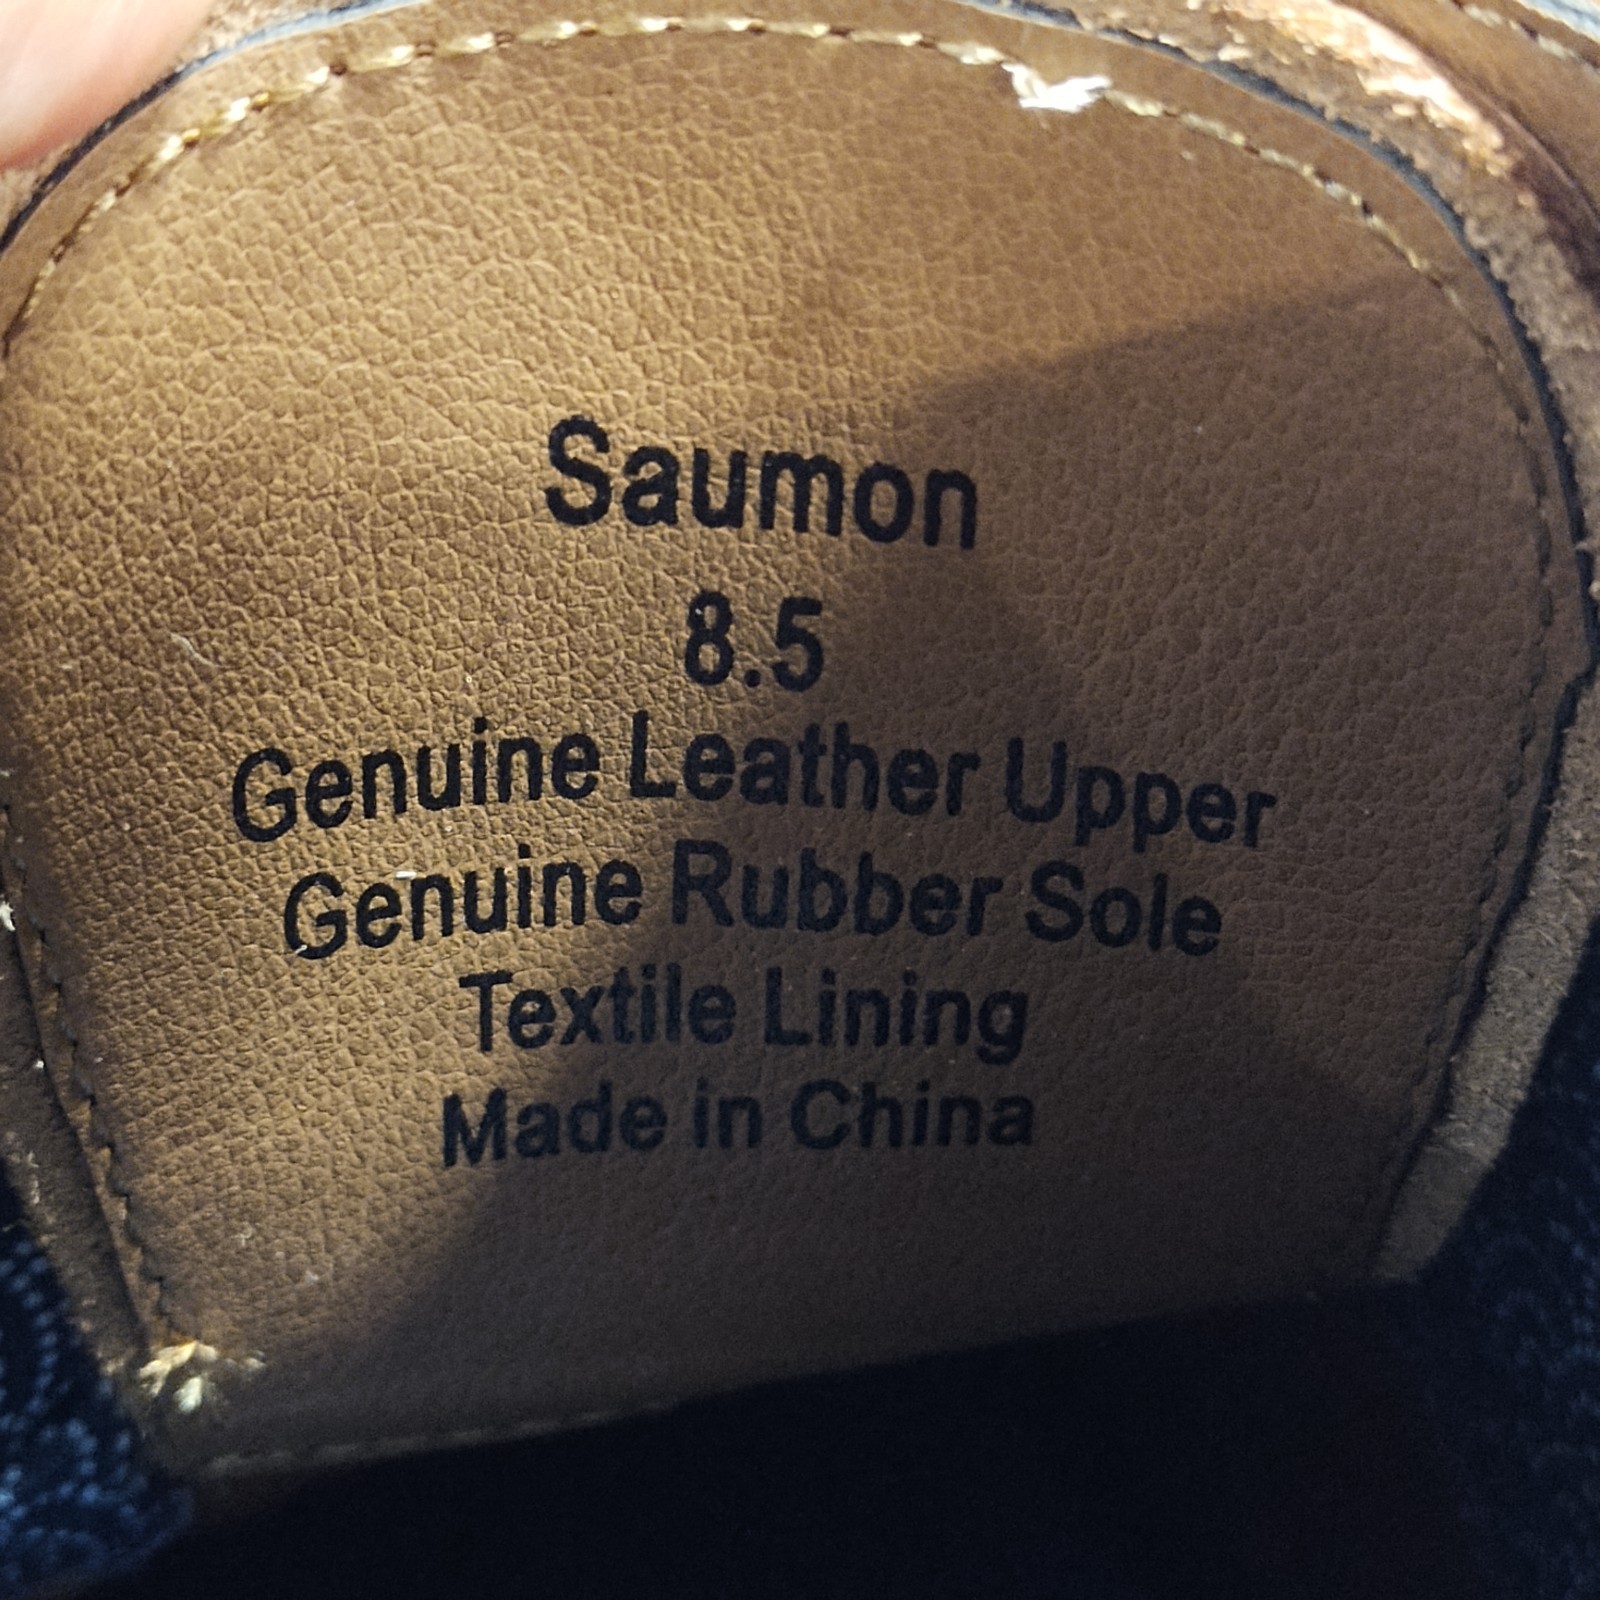 Saumon
8.5
Genuine Leather Upper
Genuine Rubber Sole
Textile Lining
Made in China